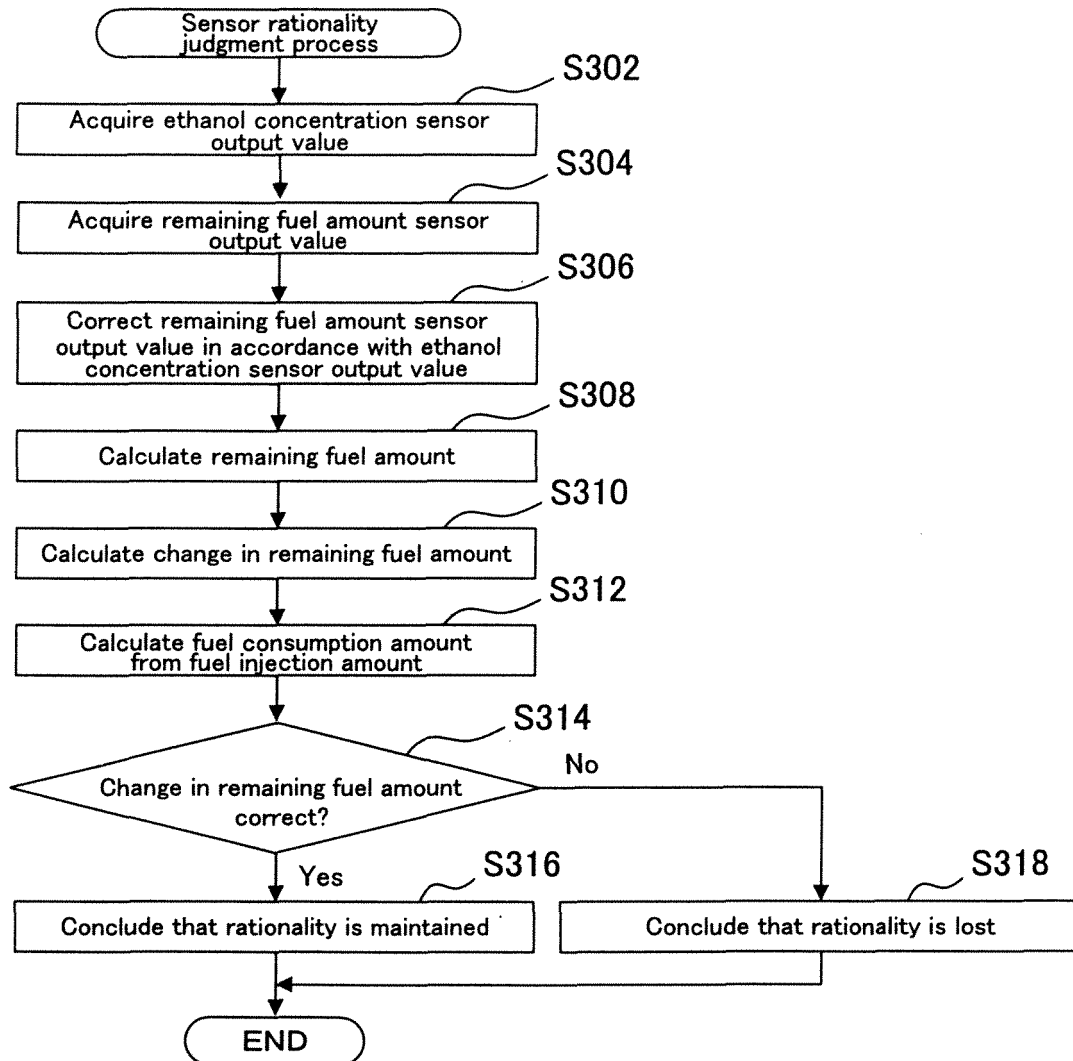 Sensor rationality
judgment process
S302
Acquire ethanol concentration sensor
output value
S304
Acquire remaining fuel amount sensor
output value
S306
Correct remaining fuel amount sensor
output value in accordance with ethanol
concentration sensor output value
S308
Calculate remaining fuel amount
S310
Calculate change in remaining fuel amount
S312
Calculate fuel consumption amount
from fuel injection amount
S314
Change in remaining fuel amount
correct?
No
Yes
S316
Conclude that rationality is maintained
S318
Conclude that rationality is lost
END